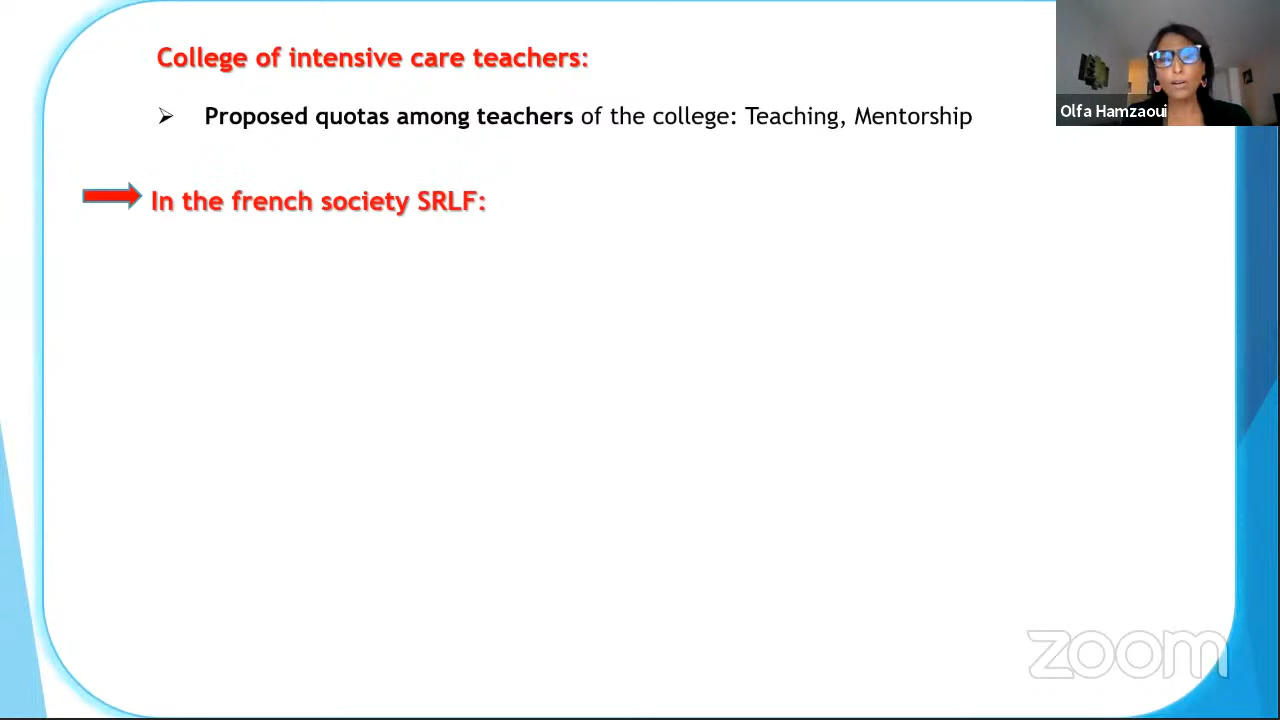 College of intensive care teachers:
➢ Proposed quotas among teachers of the college: Teaching, Mentorship
Olfa Hamzaoui
In the french society SRLF:
zoom